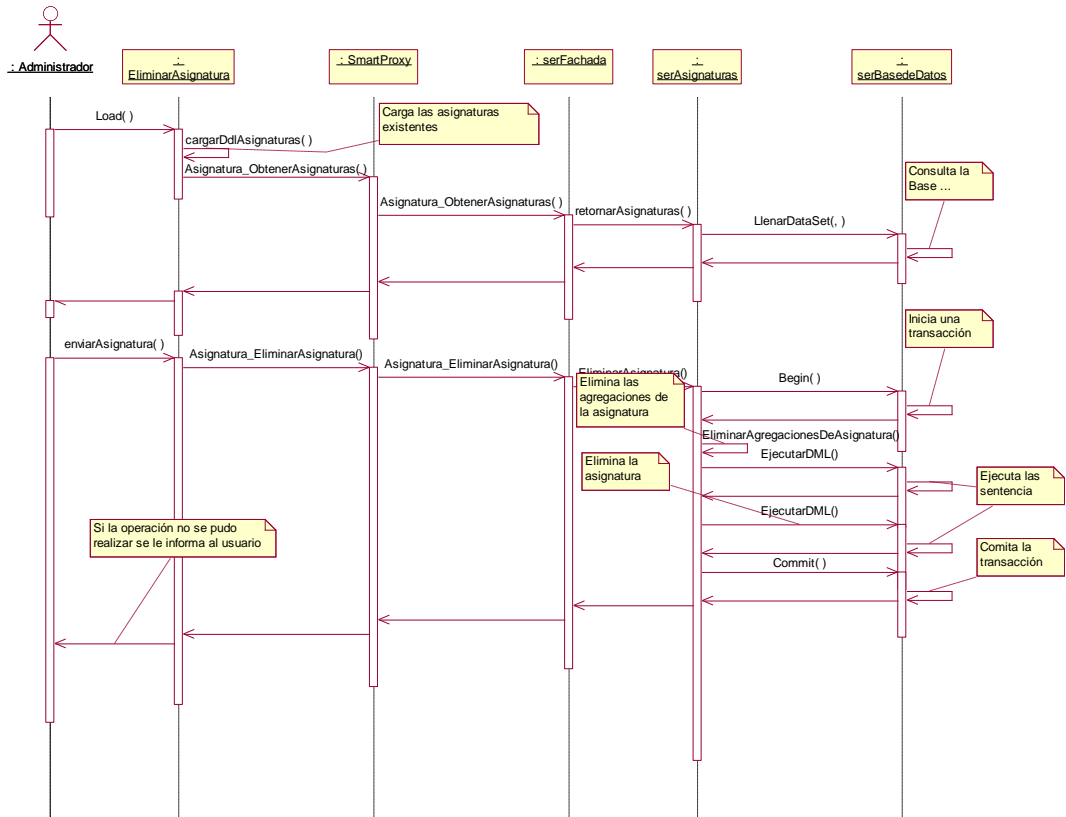 : Administrador
:
EliminarAsignatura
: SmartProxy
: serFachada
:
serAsignaturas
:
serBasedeDatos
Load( )
Carga las asignaturas
existentes
cargarDdlAsignaturas( )
Asignatura_ObtenerAsignaturas( )
Consulta la
Base ...
Asignatura_ObtenerAsignaturas( )
retornarAsignaturas( )
LlenarDataSet(, )
Inicia una
transacción
enviarAsignatura( )
Asignatura_EliminarAsignatura()
Asignatura_EliminarAsignatura()
EliminarAsignatura()
Begin( )
Elimina las
agregaciones de
la asignatura
EliminarAgregacionesDeAsignatura()
Elimina la
asignatura
EjecutarDML()
Ejecuta las
sentencia
EjecutarDML()
Si la operación no se pudo
realizar se le informa al usuario
Comita la
transacción
Commit( )